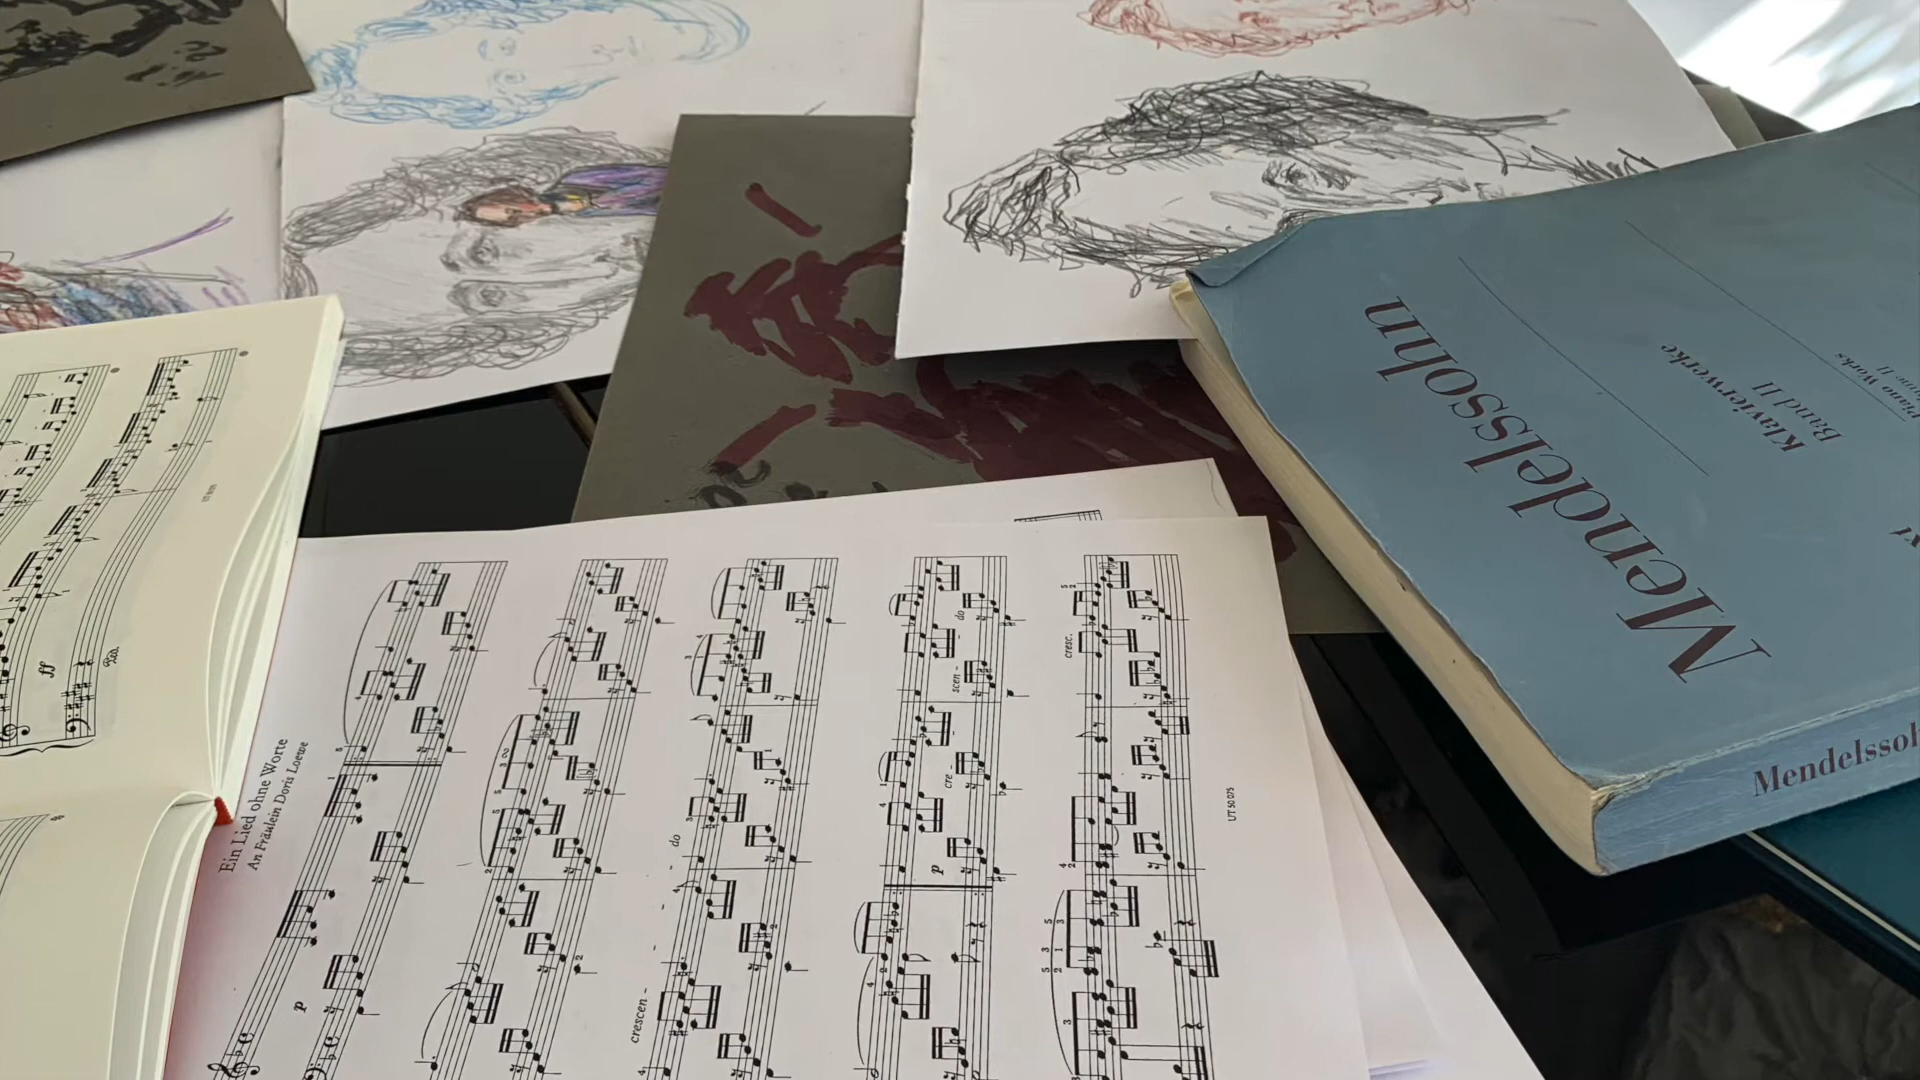 Mendelssohn
Klavierwerke
Band II
Piano Works
Mendelssoh
Ein Lied ohne Worte
An Fräulein Doris Loewe
p
crescen -
do
p
cre -
scen -
do
cresc.
UT 50 075
ff